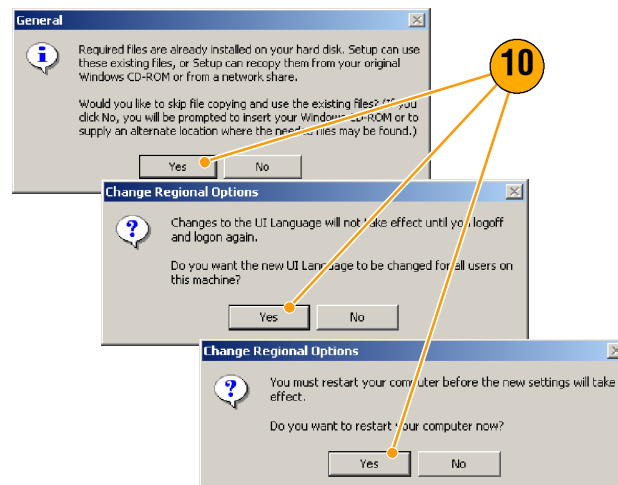 General
Required files are already installed on your hard disk. Setup can use
these existing files, or Setup can recopy them from your original
Windows CD-ROM or from a network share.
Would you like to skip file copying and use the existing files? (If you
click No, you will be prompted to insert your Windows CD-ROM or to
supply an alternate location where the needed files may be found.)
Yes No
10
Change Regional Options
Changes to the UI Language will not take effect until you logoff
and logon again.
Do you want the new UI Language to be changed for all users on
this machine?
Yes No
Change Regional Options
You must restart your computer before the new settings will take
effect.
Do you want to restart your computer now?
Yes No